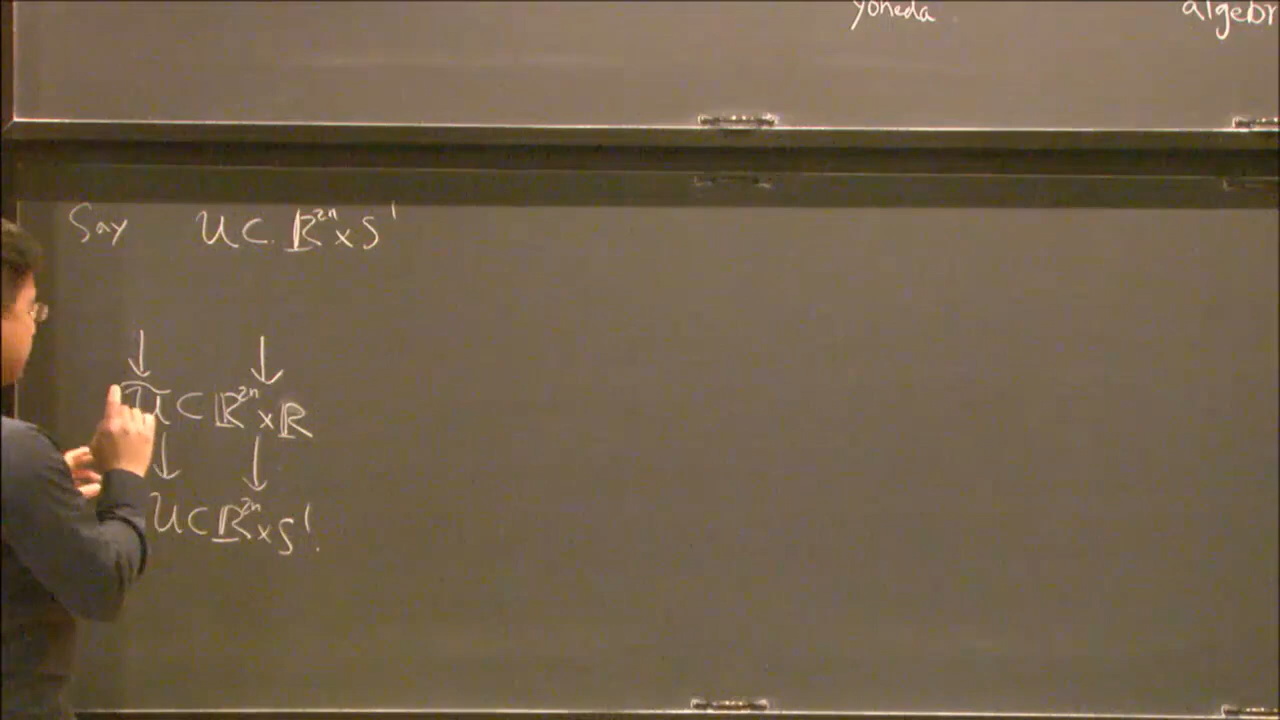 yoneda algebr
Say U ⊂ ℝ²ⁿ × S¹
↓ ↓
Ũ ⊂ ℝ²ⁿ × ℝ
↓ ↓
U ⊂ ℝ²ⁿ × S¹.